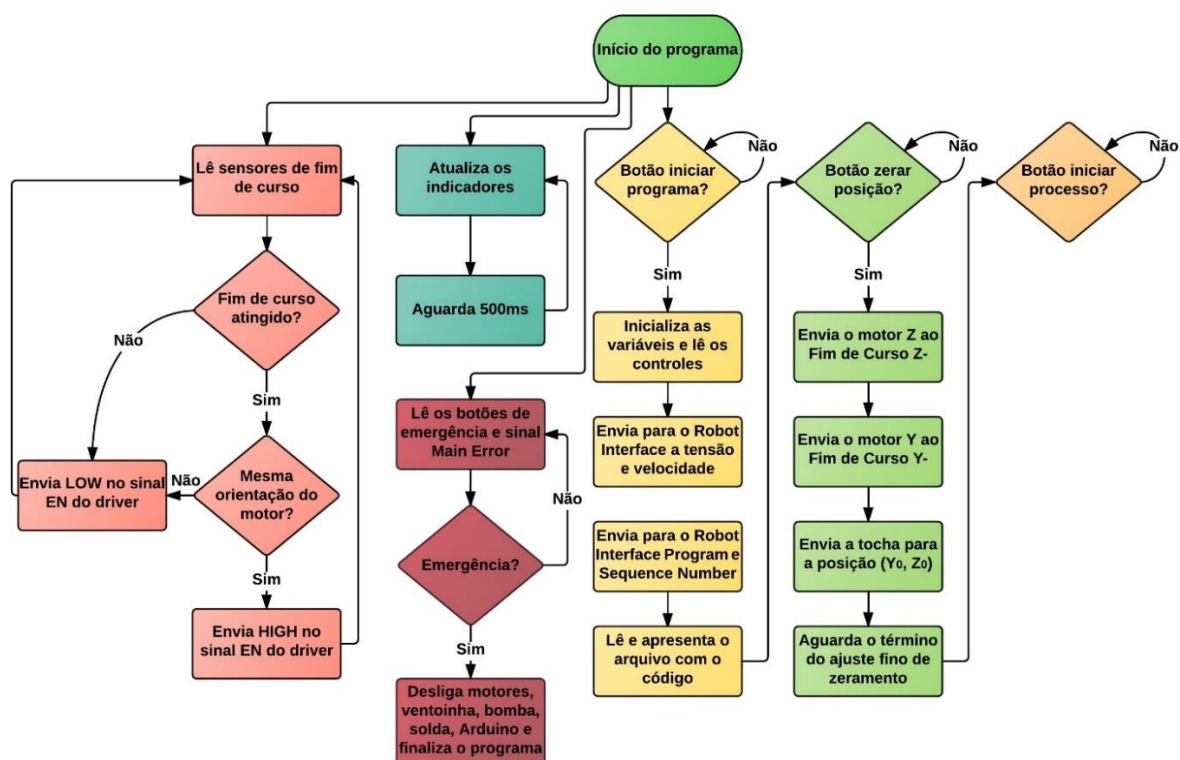 Início do programa
Lê sensores de fim
de curso
Fim de curso
atingido?
Não
Sim
Mesma
orientação do
motor?
Não
Envia LOW no sinal
EN do driver
Sim
Envia HIGH no
sinal EN do driver
Atualiza os
indicadores
Aguarda 500ms
Lê os botões de
emergência e sinal
Main Error
Não
Emergência?
Sim
Desliga motores,
ventoinha, bomba,
solda, Arduino e
finaliza o programa
Botão iniciar
programa?
Não
Sim
Inicializa as
variáveis e lê os
controles
Envia para o Robot
Interface a tensão
e velocidade
Envia para o Robot
Interface Program e
Sequence Number
Lê e apresenta o
arquivo com o
código
Botão zerar
posição?
Não
Sim
Envia o motor Z ao
Fim de Curso Z-
Envia o motor Y ao
Fim de Curso Y-
Envia a tocha para
a posição (Y₀, Z₀)
Aguarda o término
do ajuste fino de
zeramento
Botão iniciar
processo?
Não